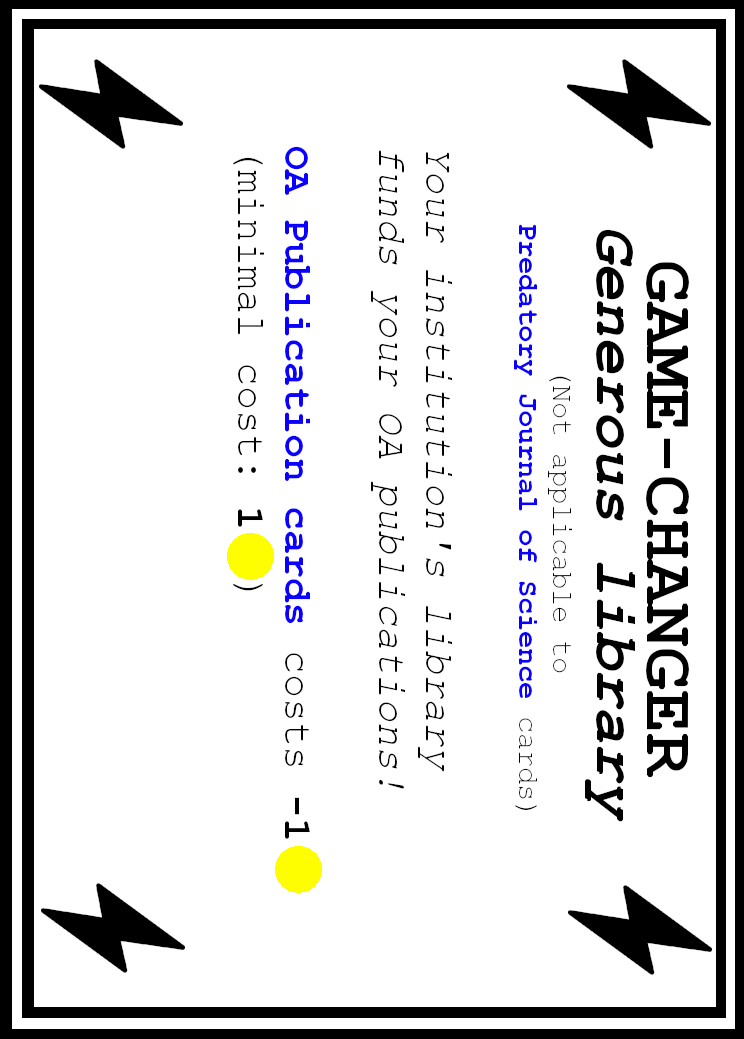 GAME-CHANGER
Generous library
(Not applicable to
Predatory Journal of Science cards)
Your institution's library
funds your OA publications!
OA Publication cards costs -1
(minimal cost: 1)